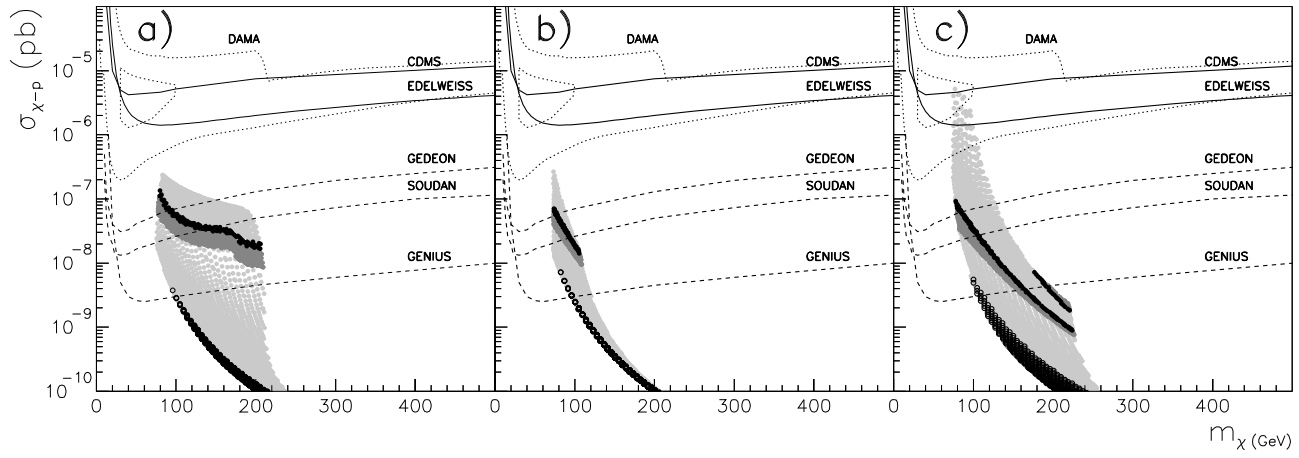 σχ-p (pb)
a)
b)
c)
DAMA
DAMA
DAMA
CDMS
CDMS
CDMS
EDELWEISS
EDELWEISS
EDELWEISS
GEDEON
GEDEON
GEDEON
SOUDAN
SOUDAN
SOUDAN
GENIUS
GENIUS
GENIUS
10⁻⁵
10⁻⁶
10⁻⁷
10⁻⁸
10⁻⁹
10⁻¹⁰
0 100 200 300 400 0 100 200 300 400 0 100 200 300 400
mχ (GeV)